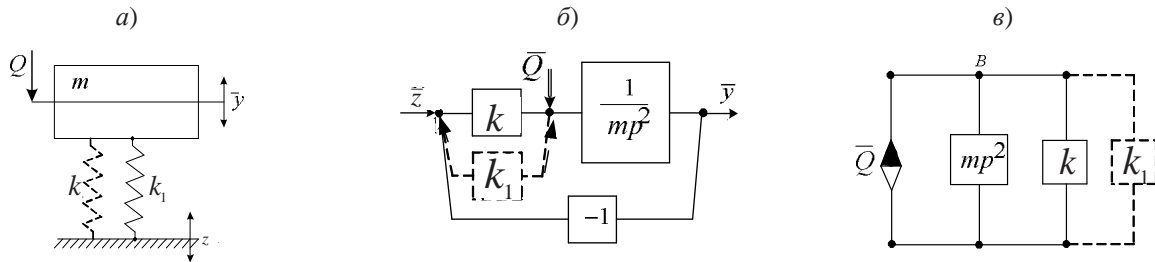 а) б) в)
Q
m
y̅
k
k₁
z
z̅
Q̅
k
k₁
1
mp²
y̅
−1
B
Q̅
mp²
k
k₁